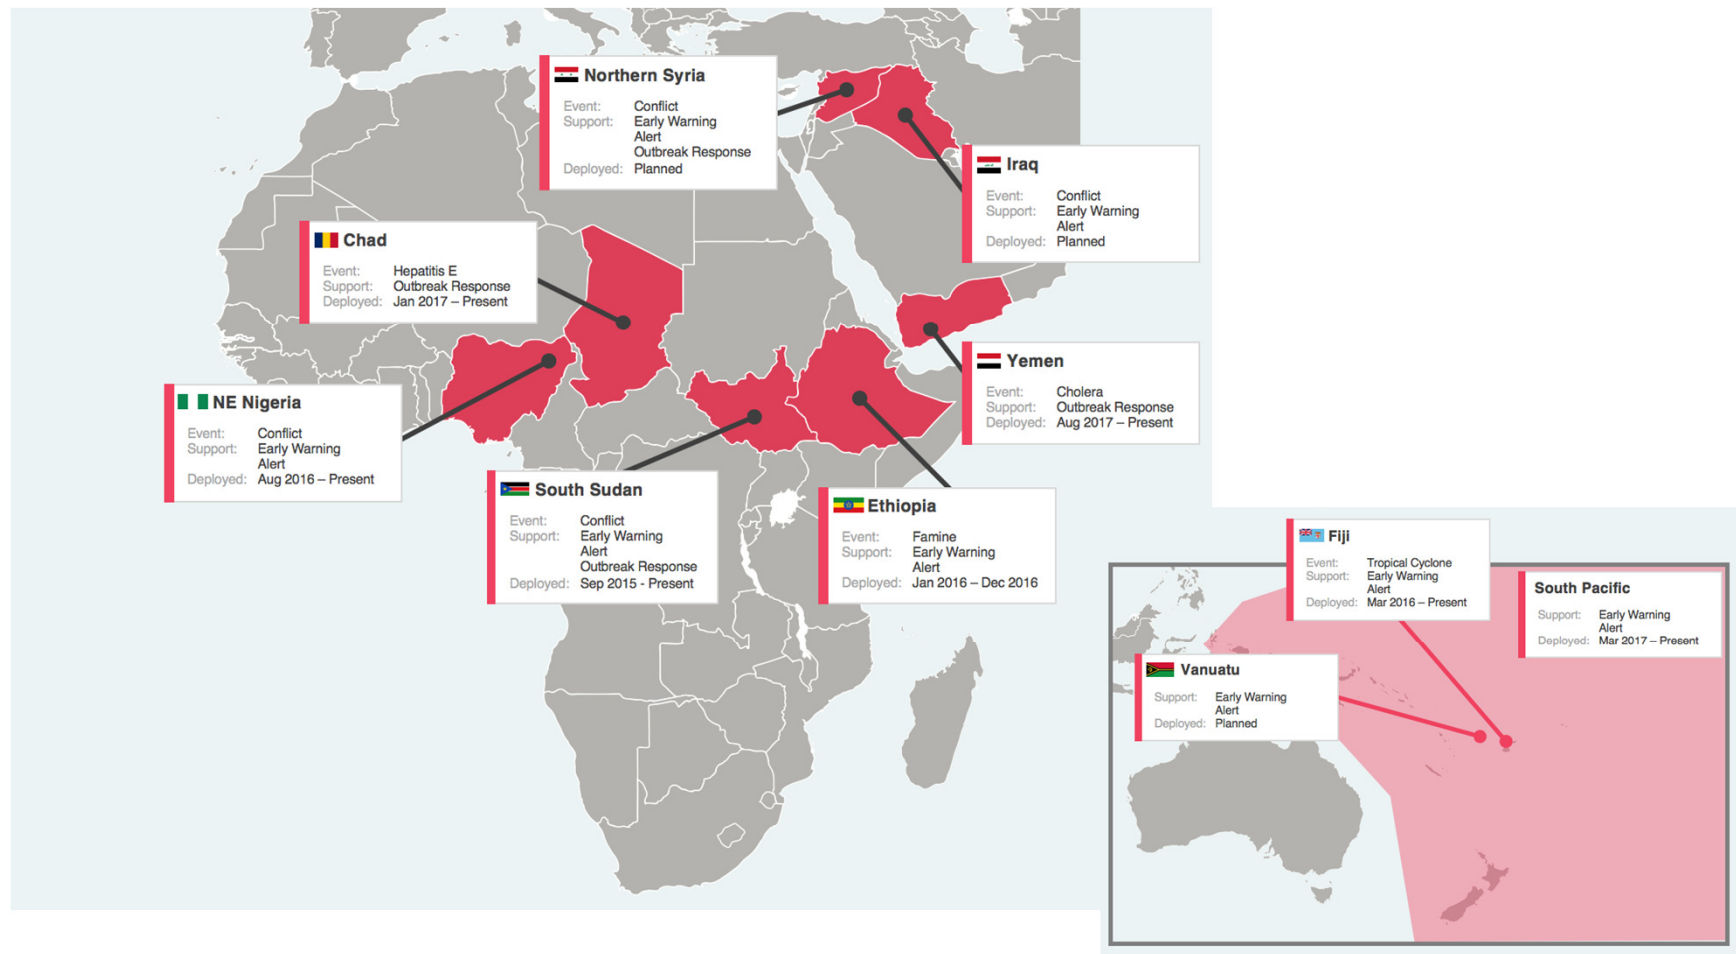 Northern Syria
Event: Conflict
Support: Early Warning
Alert
Outbreak Response
Deployed: Planned
Iraq
Event: Conflict
Support: Early Warning
Alert
Deployed: Planned
Chad
Event: Hepatitis E
Support: Outbreak Response
Deployed: Jan 2017 – Present
Yemen
Event: Cholera
Support: Outbreak Response
Deployed: Aug 2017 – Present
NE Nigeria
Event: Conflict
Support: Early Warning
Alert
Deployed: Aug 2016 – Present
South Sudan
Event: Conflict
Support: Early Warning
Alert
Outbreak Response
Deployed: Sep 2015 - Present
Ethiopia
Event: Famine
Support: Early Warning
Alert
Deployed: Jan 2016 – Dec 2016
Fiji
Event: Tropical Cyclone
Support: Early Warning
Alert
Deployed: Mar 2016 – Present
South Pacific
Support: Early Warning
Alert
Deployed: Mar 2017 – Present
Vanuatu
Support: Early Warning
Alert
Deployed: Planned